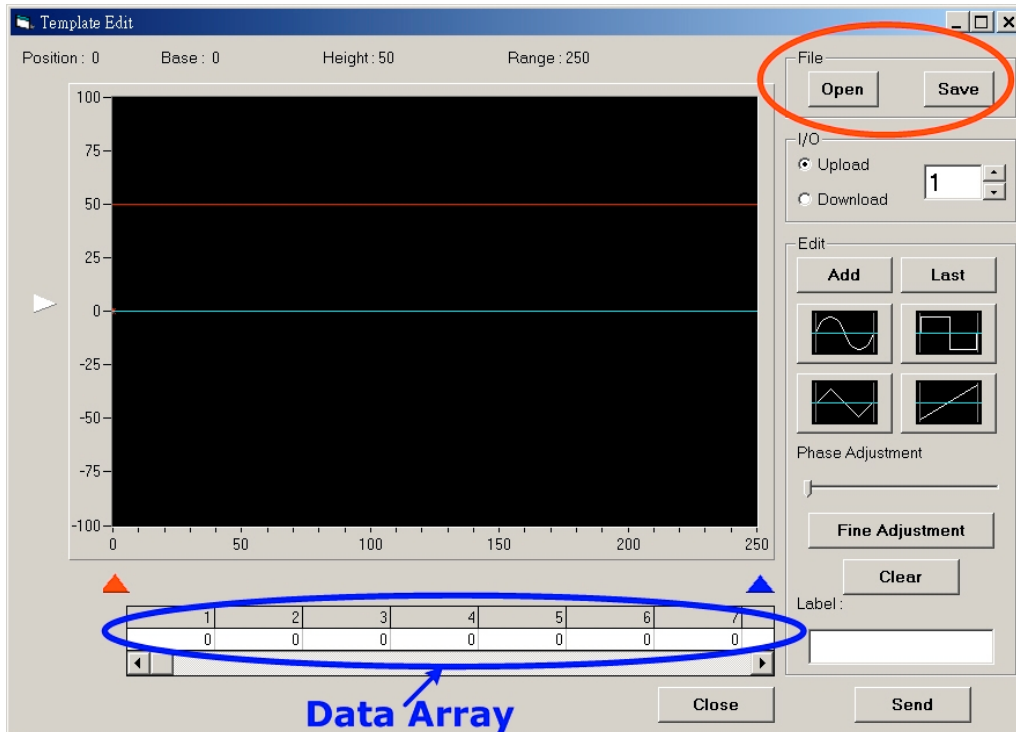 Template Edit
Position : 0 Base : 0 Height : 50 Range : 250
File
Open Save
I/O
Upload
Download
1
Edit
Add Last
Phase Adjustment
Fine Adjustment
Clear
Label :
100
75
50
25
0
-25
-50
-75
-100
0 50 100 150 200 250
1 2 3 4 5 6 7
0 0 0 0 0 0 0
Data Array
Close Send